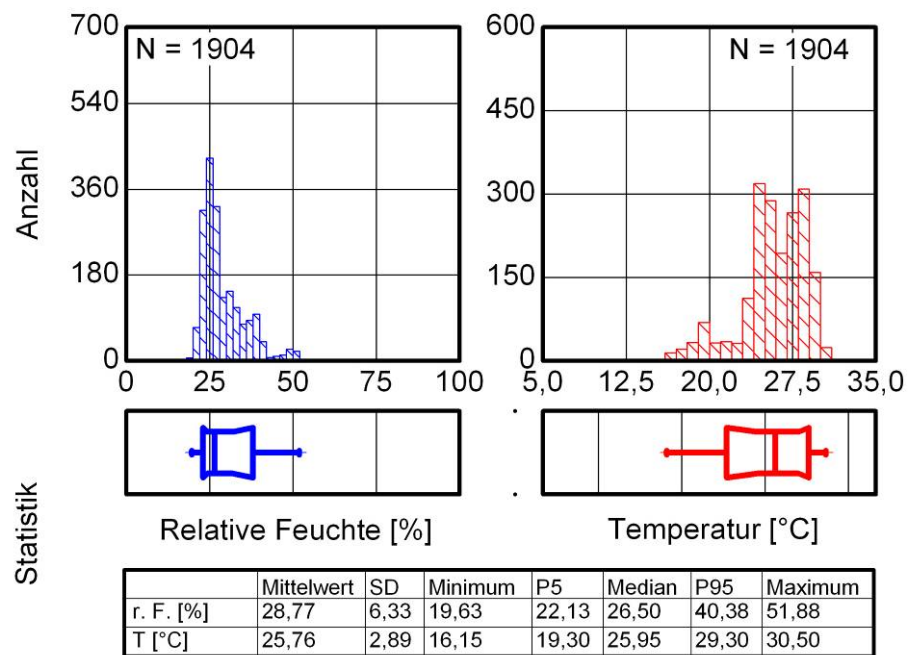 Anzahl
700
540
360
180
0
N = 1904
0 25 50 75 100
600
450
300
150
0
N = 1904
5,0 12,5 20,0 27,5 35,0
Statistik
Relative Feuchte [%]
Temperatur [°C]
Mittelwert SD Minimum P5 Median P95 Maximum
r. F. [%] 28,77 6,33 19,63 22,13 26,50 40,38 51,88
T [°C] 25,76 2,89 16,15 19,30 25,95 29,30 30,50